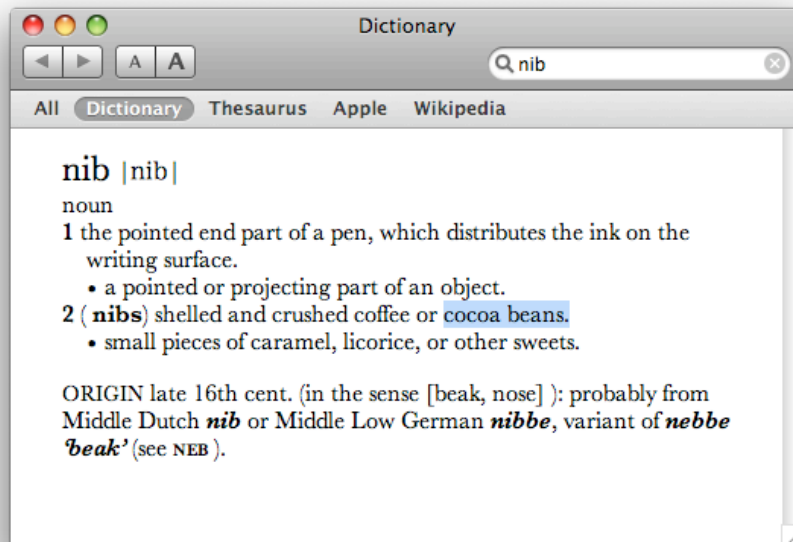 Dictionary
A A
nib
All Dictionary Thesaurus Apple Wikipedia
nib |nib|
noun
1 the pointed end part of a pen, which distributes the ink on the
writing surface.
• a pointed or projecting part of an object.
2 ( nibs) shelled and crushed coffee or cocoa beans.
• small pieces of caramel, licorice, or other sweets.
ORIGIN late 16th cent. (in the sense [beak, nose] ): probably from
Middle Dutch nib or Middle Low German nibbe, variant of nebbe
‘beak’ (see NEB ).